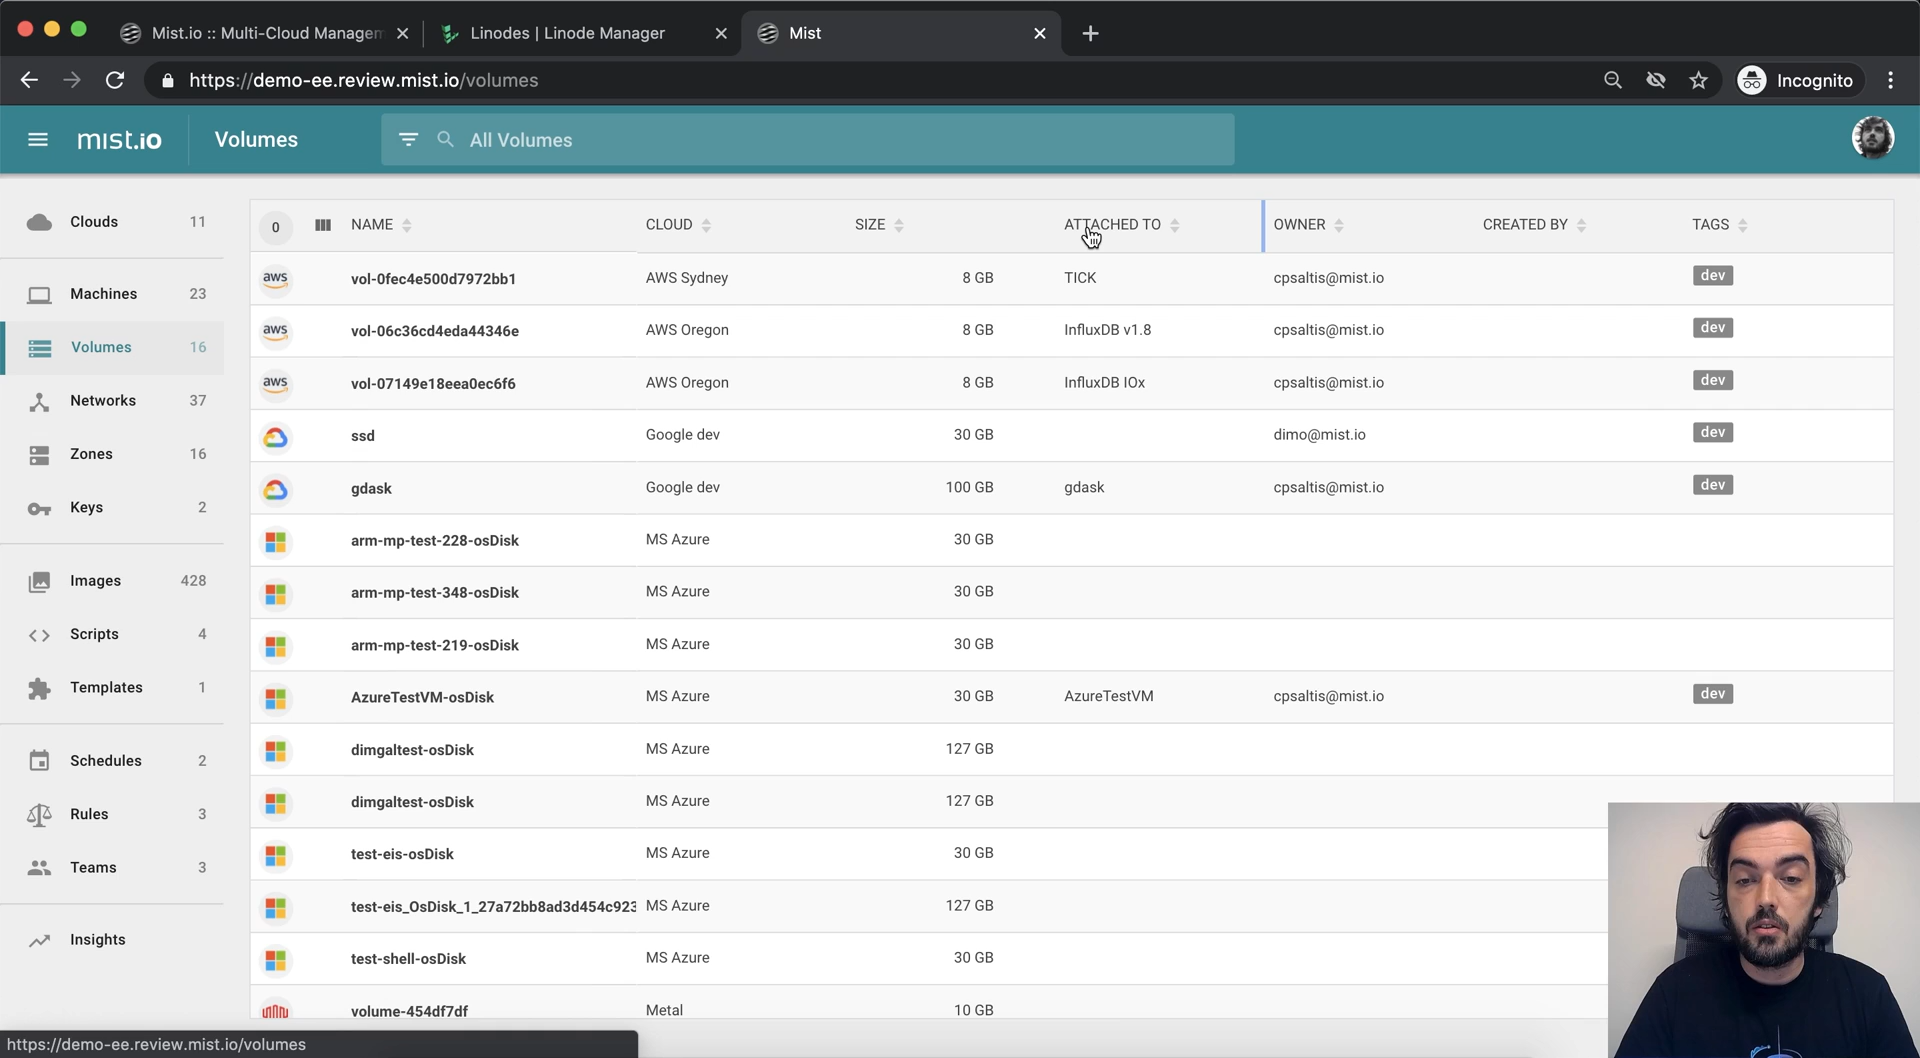 Mist.io :: Multi-Cloud Managem
Linodes | Linode Manager
Mist
https://demo-ee.review.mist.io/volumes
Incognito
mist.io
Volumes
All Volumes
Clouds 11
Machines 23
Volumes 16
Networks 37
Zones 16
Keys 2
Images 428
Scripts 4
Templates 1
Schedules 2
Rules 3
Teams 3
Insights
0 NAME CLOUD SIZE ATTACHED TO OWNER CREATED BY TAGS
aws vol-0fec4e500d7972bb1 AWS Sydney 8 GB TICK cpsaltis@mist.io dev
aws vol-06c36cd4eda44346e AWS Oregon 8 GB InfluxDB v1.8 cpsaltis@mist.io dev
aws vol-07149e18eea0ec6f6 AWS Oregon 8 GB InfluxDB IOx cpsaltis@mist.io dev
ssd Google dev 30 GB dimo@mist.io dev
gdask Google dev 100 GB gdask cpsaltis@mist.io dev
arm-mp-test-228-osDisk MS Azure 30 GB
arm-mp-test-348-osDisk MS Azure 30 GB
arm-mp-test-219-osDisk MS Azure 30 GB
AzureTestVM-osDisk MS Azure 30 GB AzureTestVM cpsaltis@mist.io dev
dimgaltest-osDisk MS Azure 127 GB
dimgaltest-osDisk MS Azure 127 GB
test-eis-osDisk MS Azure 30 GB
test-eis_OsDisk_1_27a72bb8ad3d454c923 MS Azure 127 GB
test-shell-osDisk MS Azure 30 GB
volume-454df7df Metal 10 GB
https://demo-ee.review.mist.io/volumes